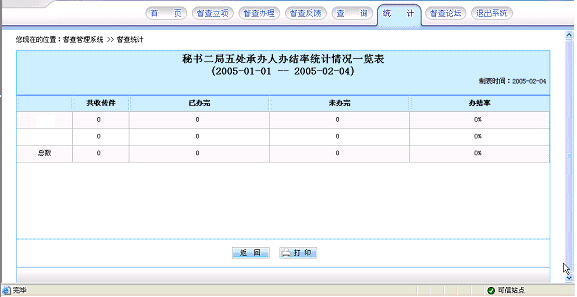 首 页 督查立项 督查办理 督查反馈 查 询 统 计 督查论坛 退出系统
您现在的位置：督查管理系统 >> 督查统计
秘书二局五处承办人办结率统计情况一览表
(2005-01-01 -- 2005-02-04)
制表时间：2005-02-04
共收转件 已办完 未办完 办结率
0 0 0 0%
0 0 0 0%
总数 0 0 0 0%
返 回 打 印
完毕 可信站点